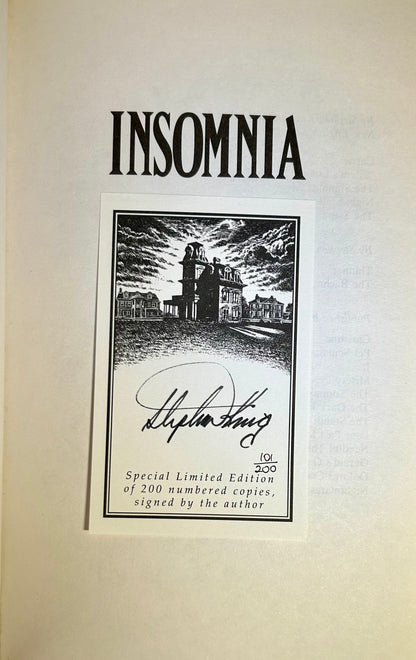 INSOMNIA
Stephen King
101
200
Special Limited Edition
of 200 numbered copies,
signed by the author